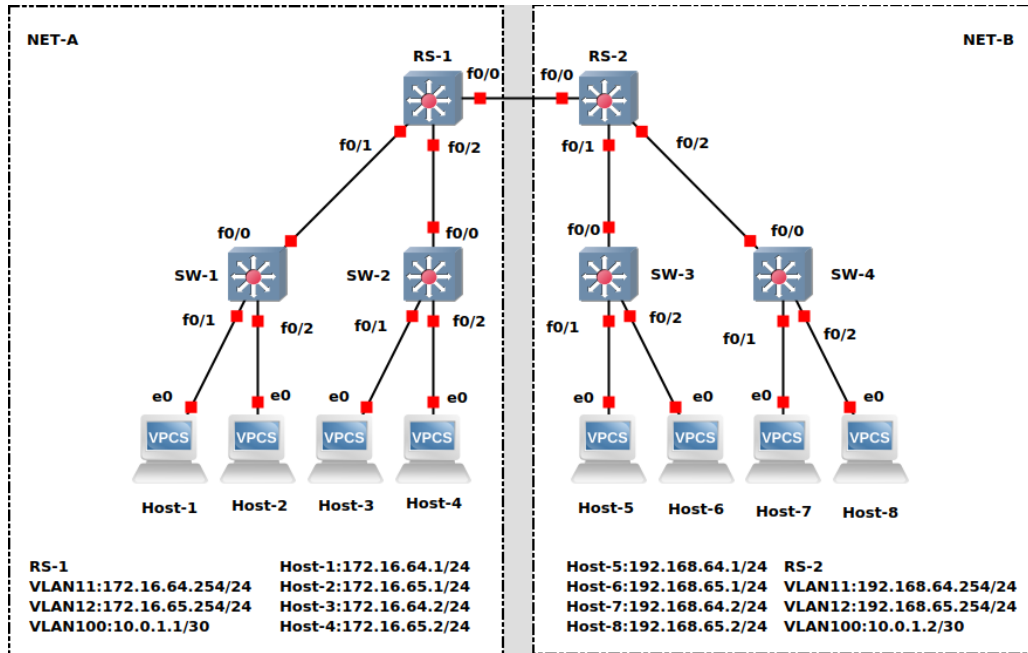 NET-A
NET-B
RS-1
RS-2
f0/0
f0/0
f0/1
f0/2
f0/1
f0/2
f0/0
f0/0
f0/0
f0/0
SW-1
SW-2
SW-3
SW-4
f0/1
f0/2
f0/1
f0/2
f0/1
f0/2
f0/1
f0/2
e0
e0
e0
e0
e0
e0
e0
e0
VPCS
VPCS
VPCS
VPCS
VPCS
VPCS
VPCS
VPCS
Host-1
Host-2
Host-3
Host-4
Host-5
Host-6
Host-7
Host-8
RS-1
VLAN11:172.16.64.254/24
VLAN12:172.16.65.254/24
VLAN100:10.0.1.1/30
Host-1:172.16.64.1/24
Host-2:172.16.65.1/24
Host-3:172.16.64.2/24
Host-4:172.16.65.2/24
Host-5:192.168.64.1/24
Host-6:192.168.65.1/24
Host-7:192.168.64.2/24
Host-8:192.168.65.2/24
RS-2
VLAN11:192.168.64.254/24
VLAN12:192.168.65.254/24
VLAN100:10.0.1.2/30